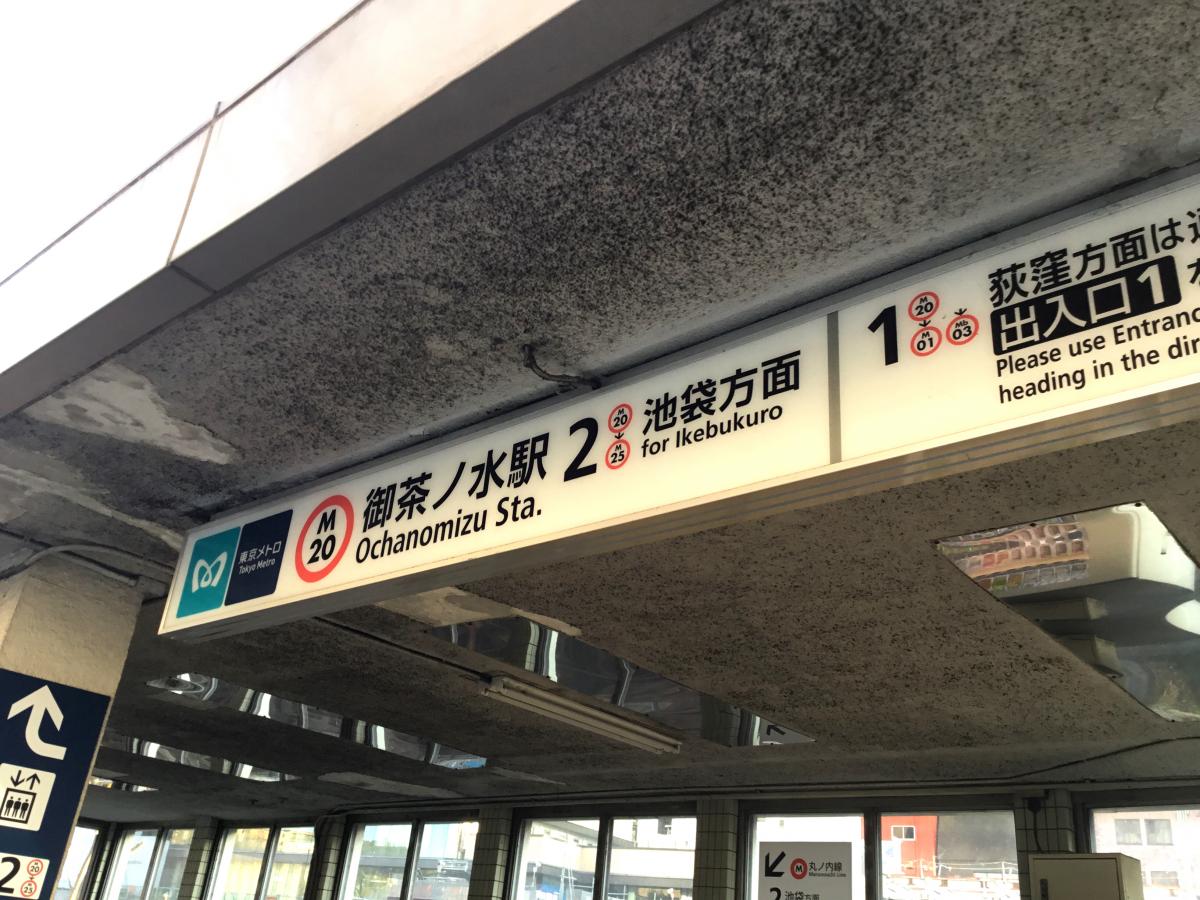 東京メトロ
Tokyo Metro
M
20
御茶ノ水駅
Ochanomizu Sta.
2
M
20
M
25
池袋方面
for Ikebukuro
1
M
20
M
01
Mb
03
荻窪方面は
出入口1
Please use
heading in the
2
20
25
M
丸ノ内線
Marunouchi Line
2
池袋方面